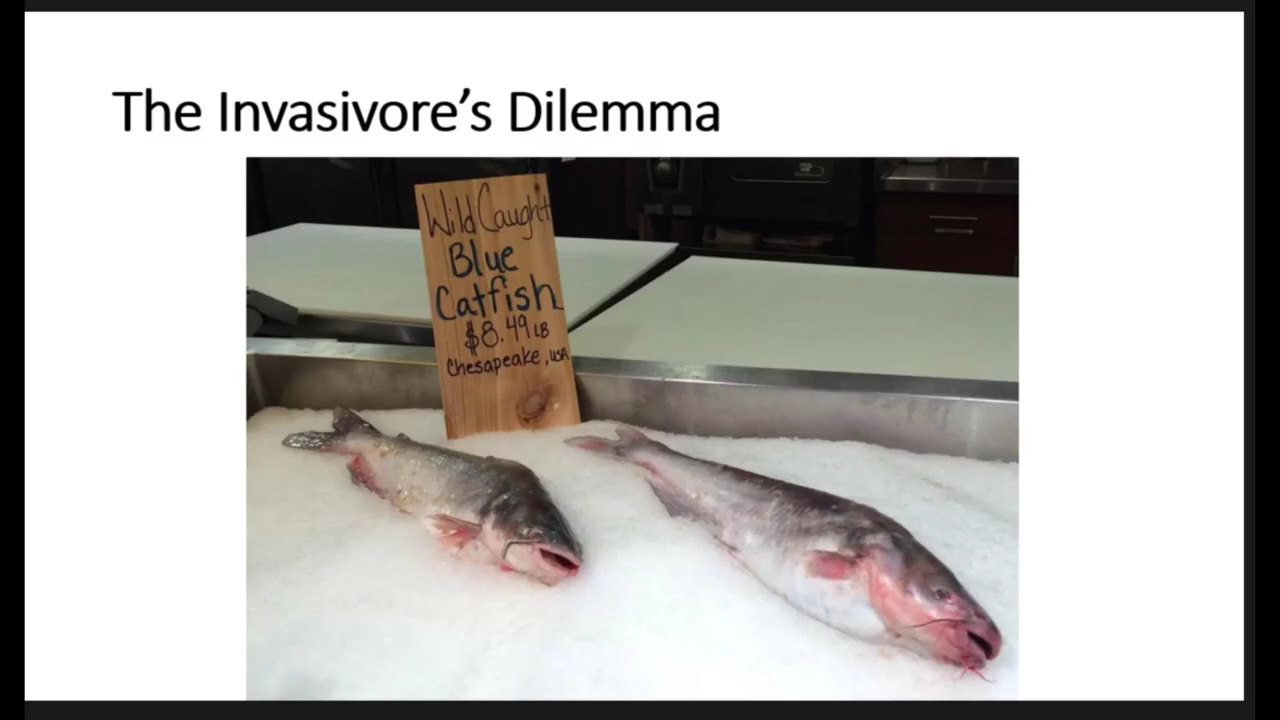 The Invasivore’s Dilemma
Wild Caught
Blue
Catfish
$8.49 LB
Chesapeake, USA